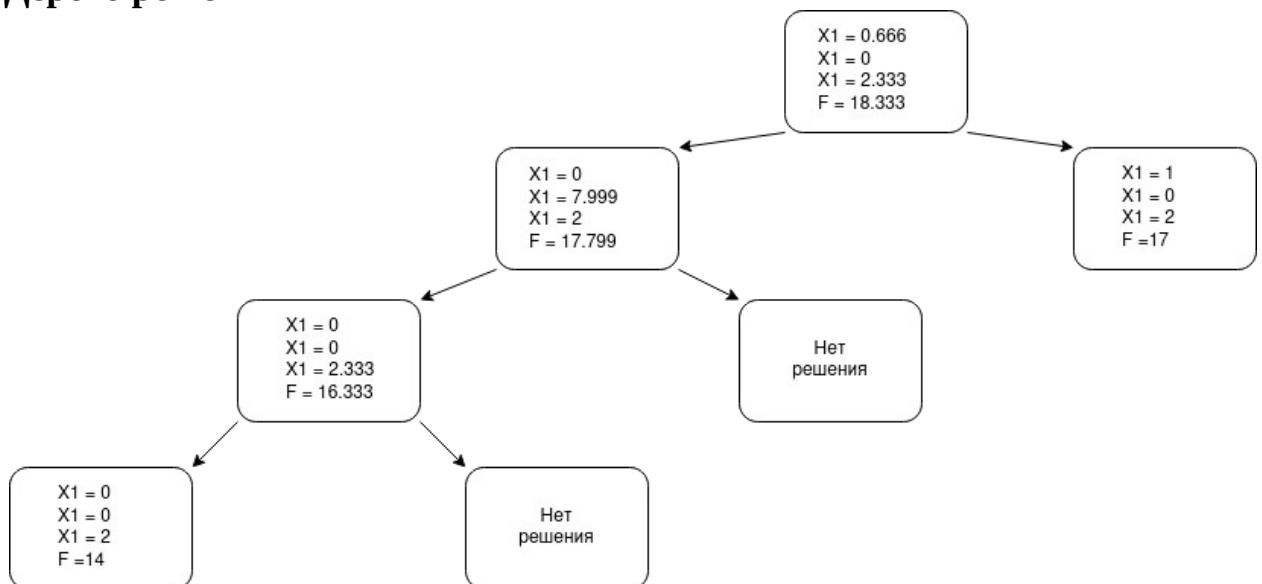 X1 = 0.666
X1 = 0
X1 = 2.333
F = 18.333
X1 = 0
X1 = 7.999
X1 = 2
F = 17.799
X1 = 1
X1 = 0
X1 = 2
F =17
X1 = 0
X1 = 0
X1 = 2.333
F = 16.333
Нет
решения
X1 = 0
X1 = 0
X1 = 2
F =14
Нет
решения